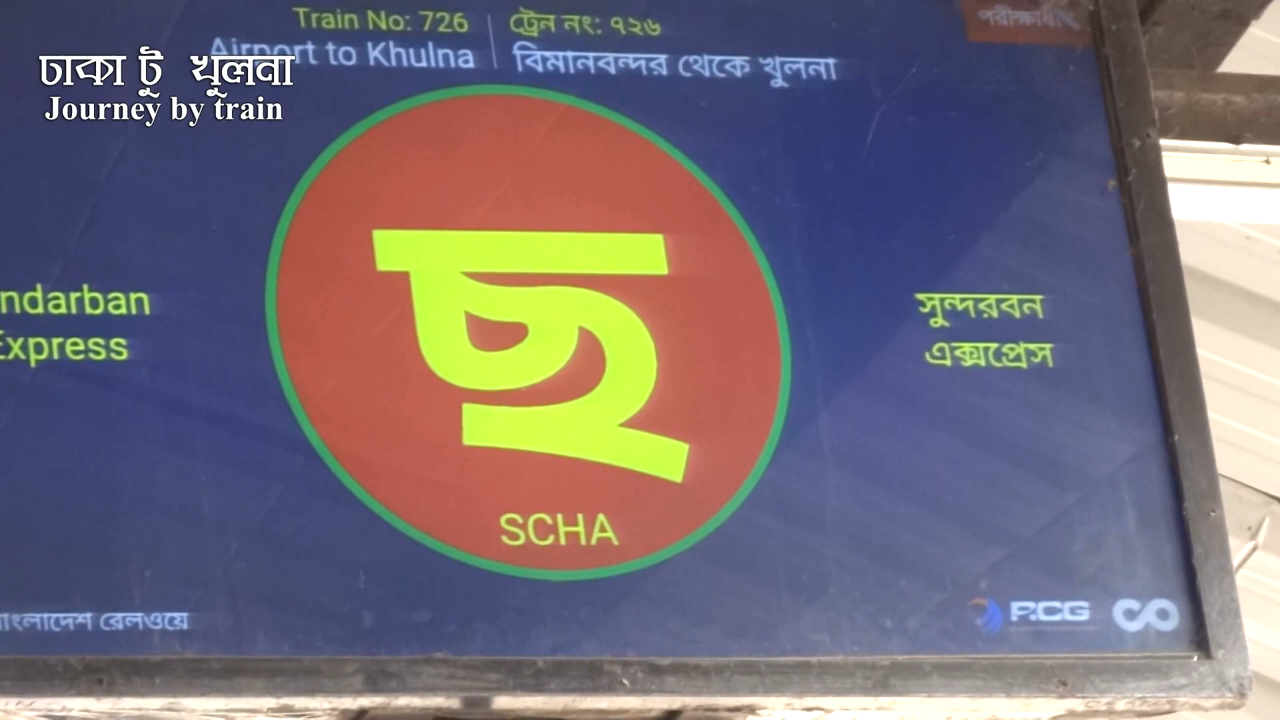 Train No: 726
ট্রেন নং: ৭২৬
পরীক্ষাধীন
Airport to Khulna
বিমানবন্দর থেকে খুলনা
ঢাকা টু খুলনা
Journey by train
ছ
SCHA
ndarban
Express
সুন্দরবন
এক্সপ্রেস
বাংলাদেশ রেলওয়ে